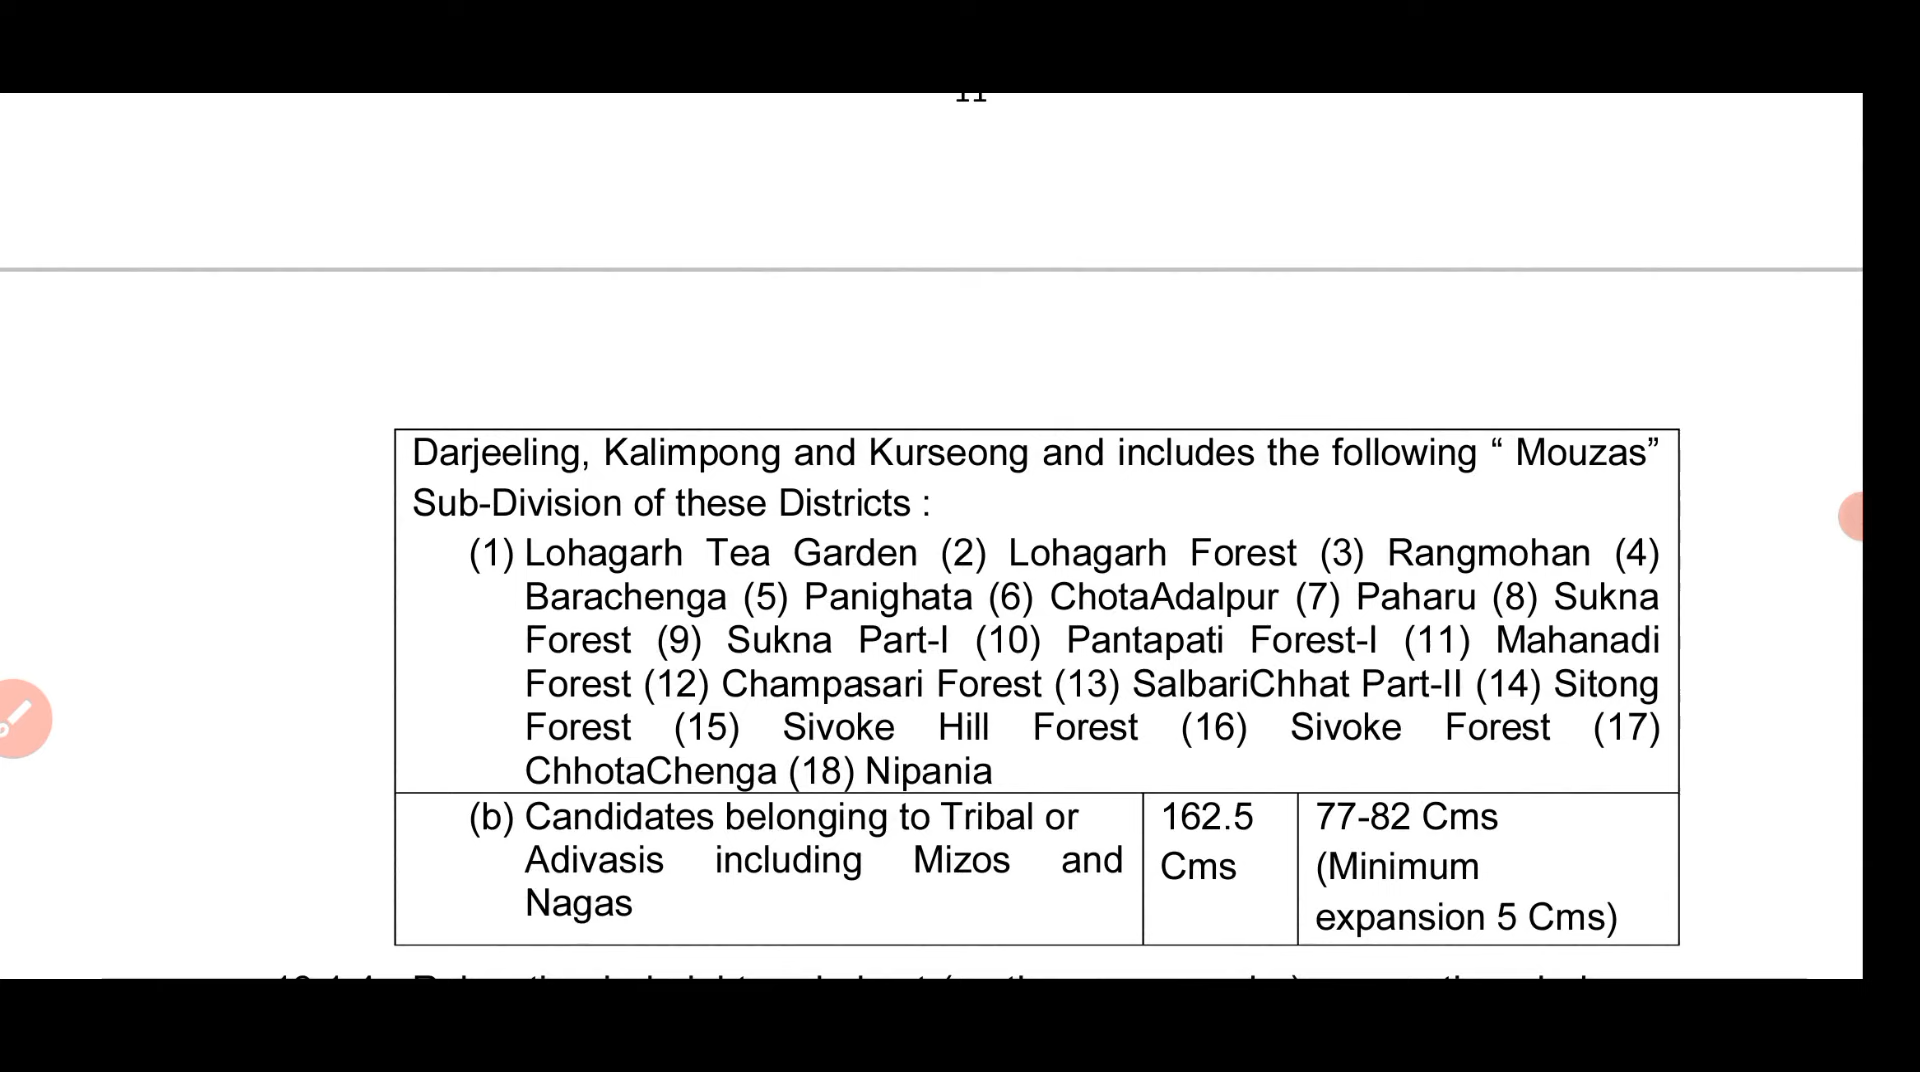 11
Darjeeling, Kalimpong and Kurseong and includes the following “ Mouzas”
Sub-Division of these Districts :
(1) Lohagarh Tea Garden (2) Lohagarh Forest (3) Rangmohan (4)
Barachenga (5) Panighata (6) ChotaAdalpur (7) Paharu (8) Sukna
Forest (9) Sukna Part-I (10) Pantapati Forest-I (11) Mahanadi
Forest (12) Champasari Forest (13) SalbariChhat Part-II (14) Sitong
Forest (15) Sivoke Hill Forest (16) Sivoke Forest (17)
ChhotaChenga (18) Nipania
(b) Candidates belonging to Tribal or
Adivasis including Mizos and
Nagas
162.5
Cms
77-82 Cms
(Minimum
expansion 5 Cms)